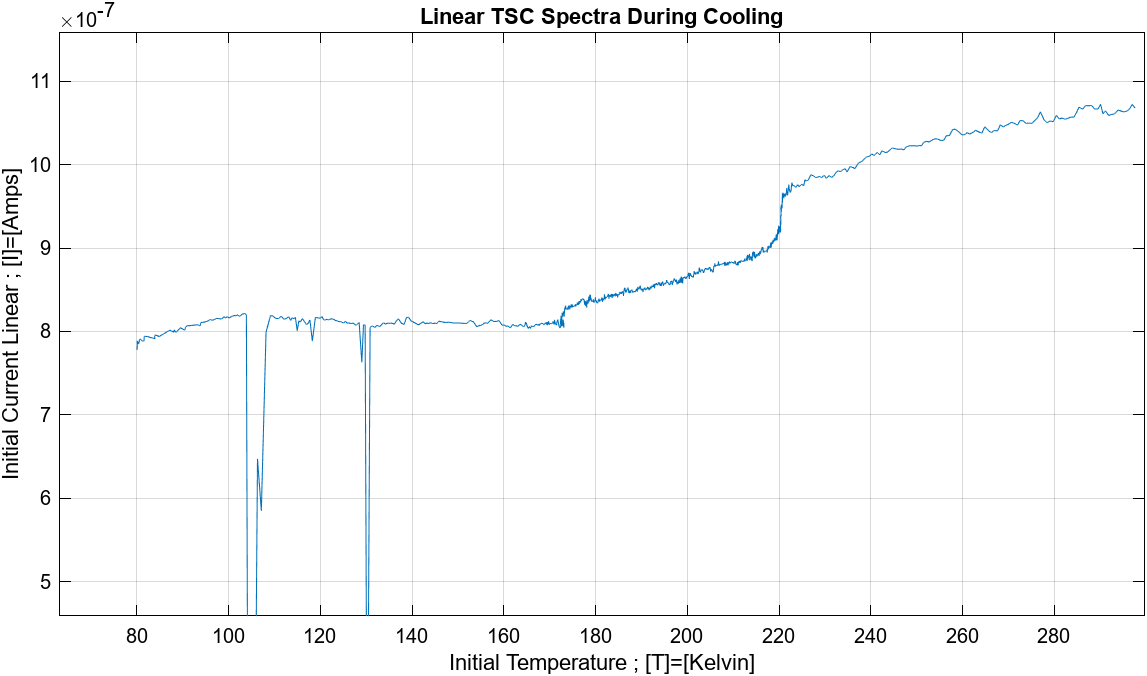 Linear TSC Spectra During Cooling
×10-7
11
10
9
8
7
6
5
Initial Current Linear ; [I]=[Amps]
80 100 120 140 160 180 200 220 240 260 280
Initial Temperature ; [T]=[Kelvin]